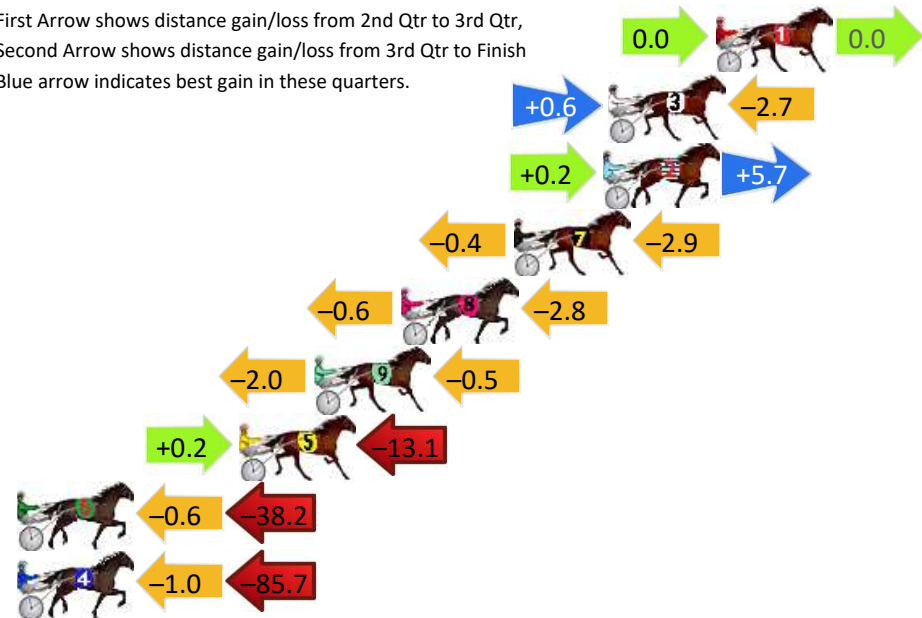 First Arrow shows distance gain/loss from 2nd Qtr to 3rd Qtr,
Second Arrow shows distance gain/loss from 3rd Qtr to Finish
Blue arrow indicates best gain in these quarters.
0.0 1 0.0
+0.6 3 –2.7
+0.2 2 +5.7
–0.4 7 –2.9
–0.6 8 –2.8
–2.0 9 –0.5
+0.2 5 –13.1
6 –0.6 –38.2
4 –1.0 –85.7